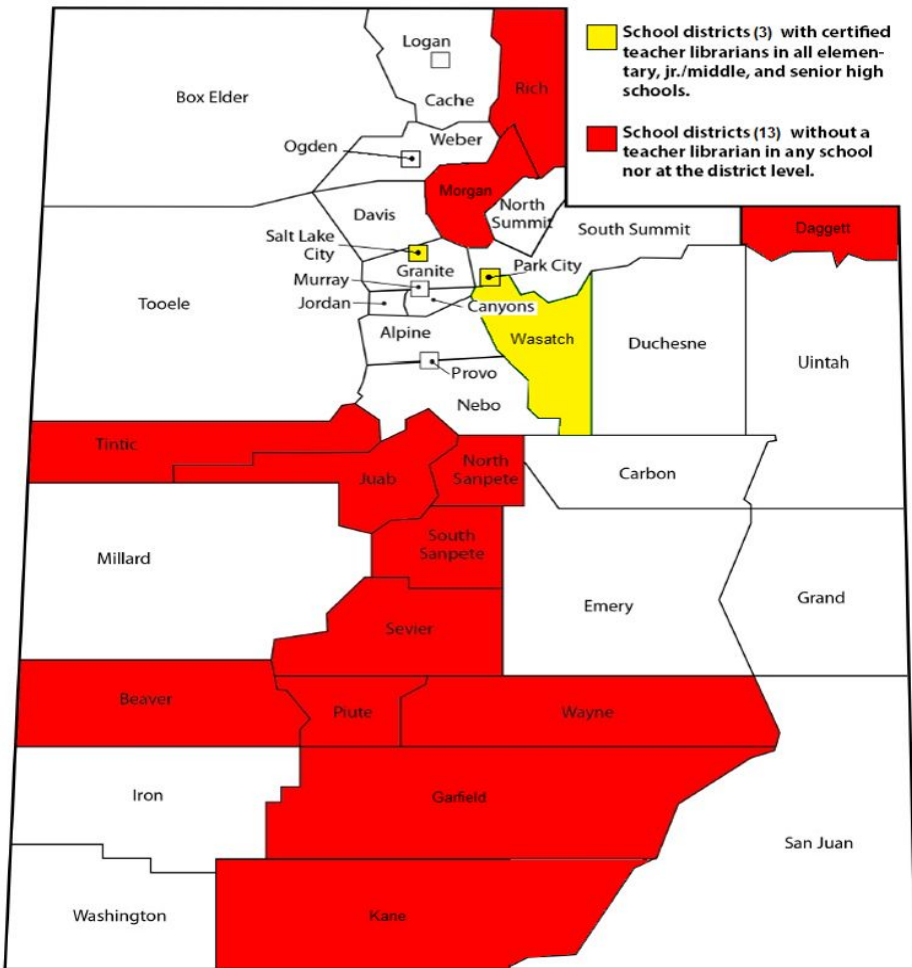 School districts (3) with certified
teacher librarians in all elemen-
tary, jr./middle, and senior high
schools.
School districts (13) without a
teacher librarian in any school
nor at the district level.
Logan
Rich
Box Elder
Cache
Weber
Ogden
Morgan
North
Summit
Davis
South Summit
Daggett
Salt Lake
City
Granite
Park City
Murray
Tooele
Jordan
Canyons
Alpine
Wasatch
Duchesne
Uintah
Provo
Nebo
Tintic
Juab
North
Sanpete
Carbon
South
Sanpete
Millard
Emery
Grand
Sevier
Beaver
Piute
Wayne
Iron
Garfield
San Juan
Washington
Kane